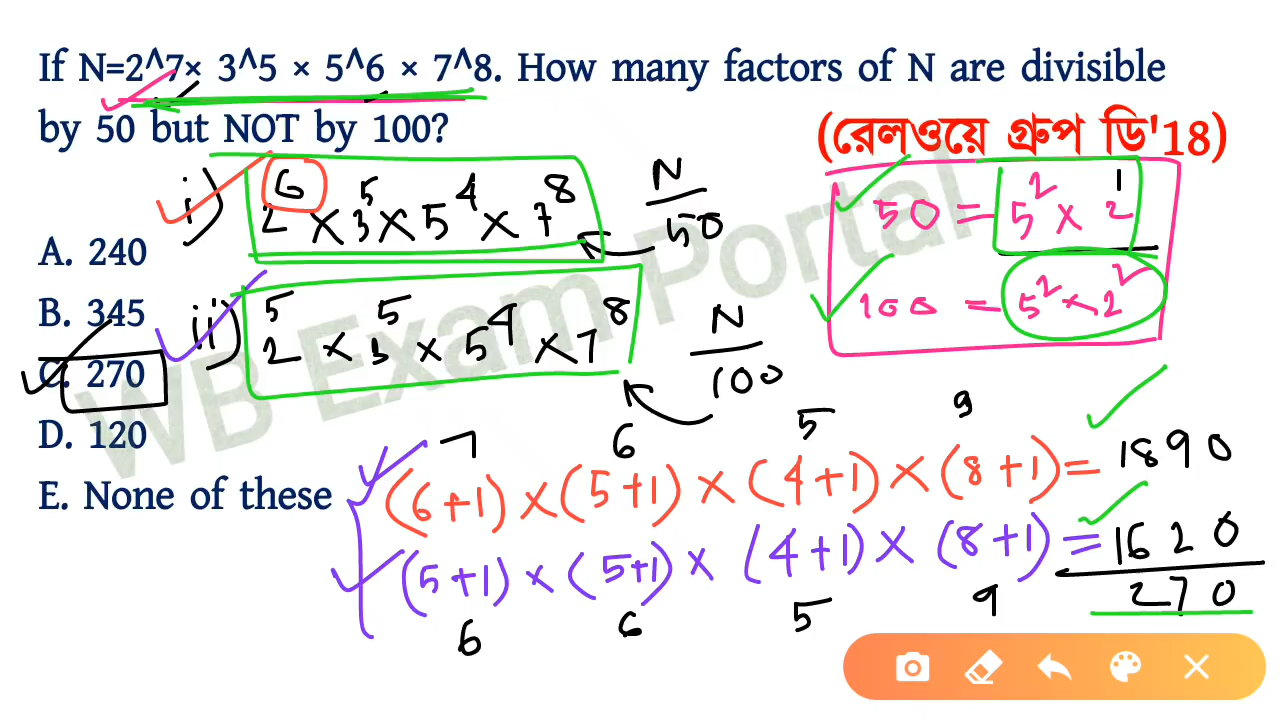 If N=2^7× 3^5 × 5^6 × 7^8. How many factors of N are divisible
by 50 but NOT by 100?
(রেলওয়ে গ্রুপ ডি'18)
i) 2^6 × 3^5 × 5^4 × 7^8
N/50
50 = 5^2 × 2^1
A. 240
B. 345
ii) 2^5 × 3^5 × 5^4 × 7^8
N/100
100 = 5^2 × 2^2
C. 270
D. 120
7 6 5 9
(6+1) × (5+1) × (4+1) × (8+1) = 1890
E. None of these
(5+1) × (5+1) × (4+1) × (8+1) = 1620
6 6 5 9
270
WB Exam Portal